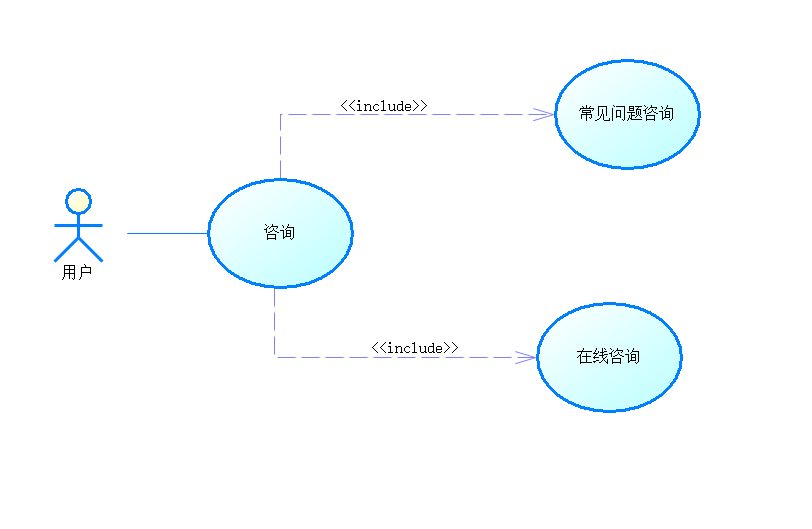 <<include>>
常见问题咨询
咨询
用户
<<include>>
在线咨询